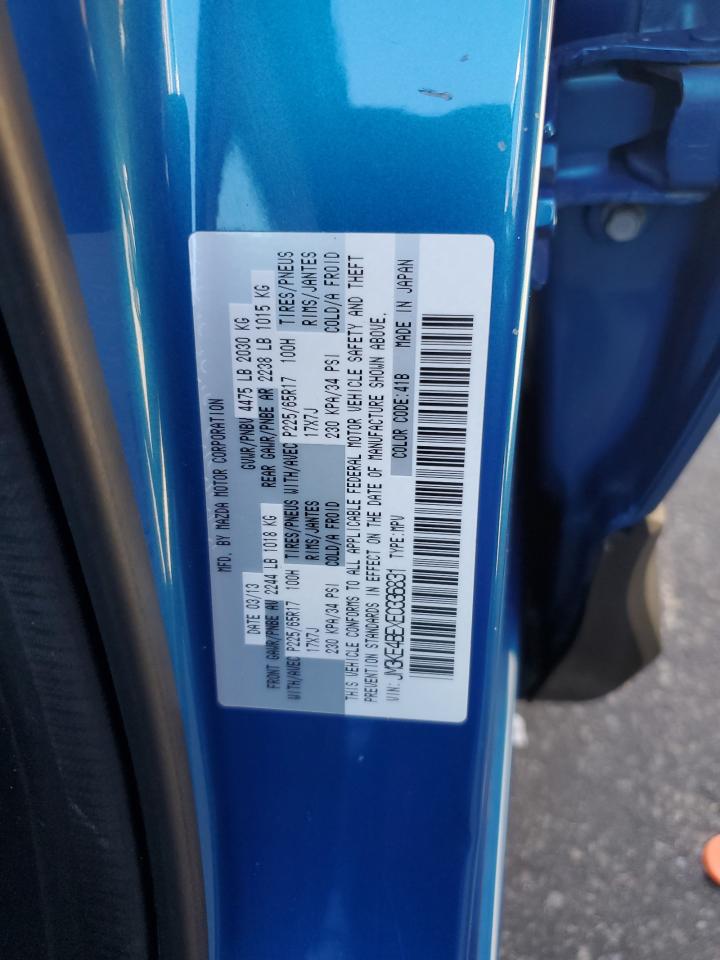 MFD. BY MAZDA MOTOR CORPORATION
DATE 03/13 GVWR/PNBV 4475 LB 2030 KG
FRONT GAWR/PNBE AV 2244 LB 1018 KG REAR GAWR/PNBE AR 2238 LB 1015 KG
WITH/AVEC P225/65R17 100H TIRES/PNEUS WITH/AVEC P225/65R17 100H TIRES/PNEUS
17X7J RIMS/JANTES 17X7J RIMS/JANTES
230 KPA/34 PSI COLD/A FROID 230 KPA/34 PSI COLD/A FROID
THIS VEHICLE CONFORMS TO ALL APPLICABLE FEDERAL MOTOR VEHICLE SAFETY AND THEFT
PREVENTION STANDARDS IN EFFECT ON THE DATE OF MANUFACTURE SHOWN ABOVE.
VIN: JM3KE4BEXE0336831 TYPE:MPV COLOR CODE:41B MADE IN JAPAN